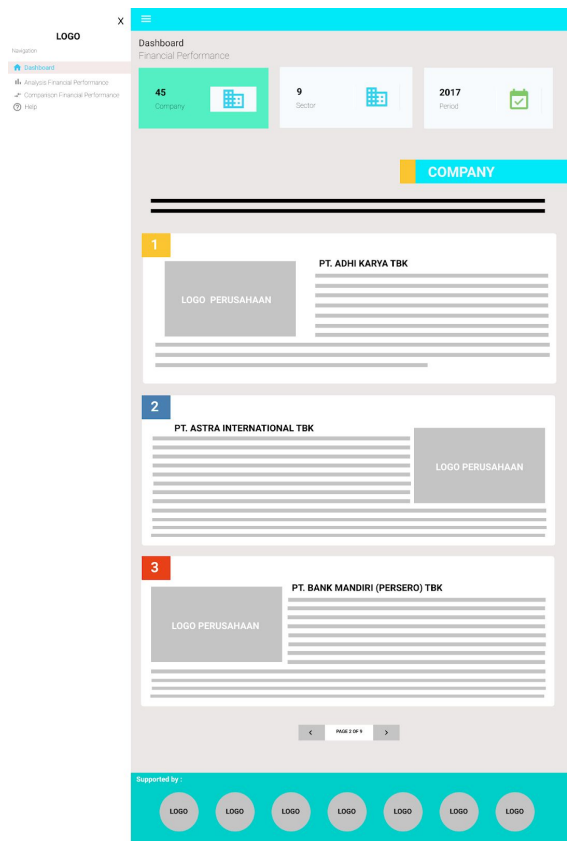 X
LOGO
Navigation
Dashboard
Analysis Financial Performance
Comparison Financial Performance
Help
Dashboard
Financial Performance
45
Company
9
Sector
2017
Period
COMPANY
1
PT. ADHI KARYA TBK
LOGO PERUSAHAAN
2
PT. ASTRA INTERNATIONAL TBK
LOGO PERUSAHAAN
3
PT. BANK MANDIRI (PERSERO) TBK
LOGO PERUSAHAAN
< PAGE 2 OF 9 >
Supported by :
LOGO LOGO LOGO LOGO LOGO LOGO LOGO